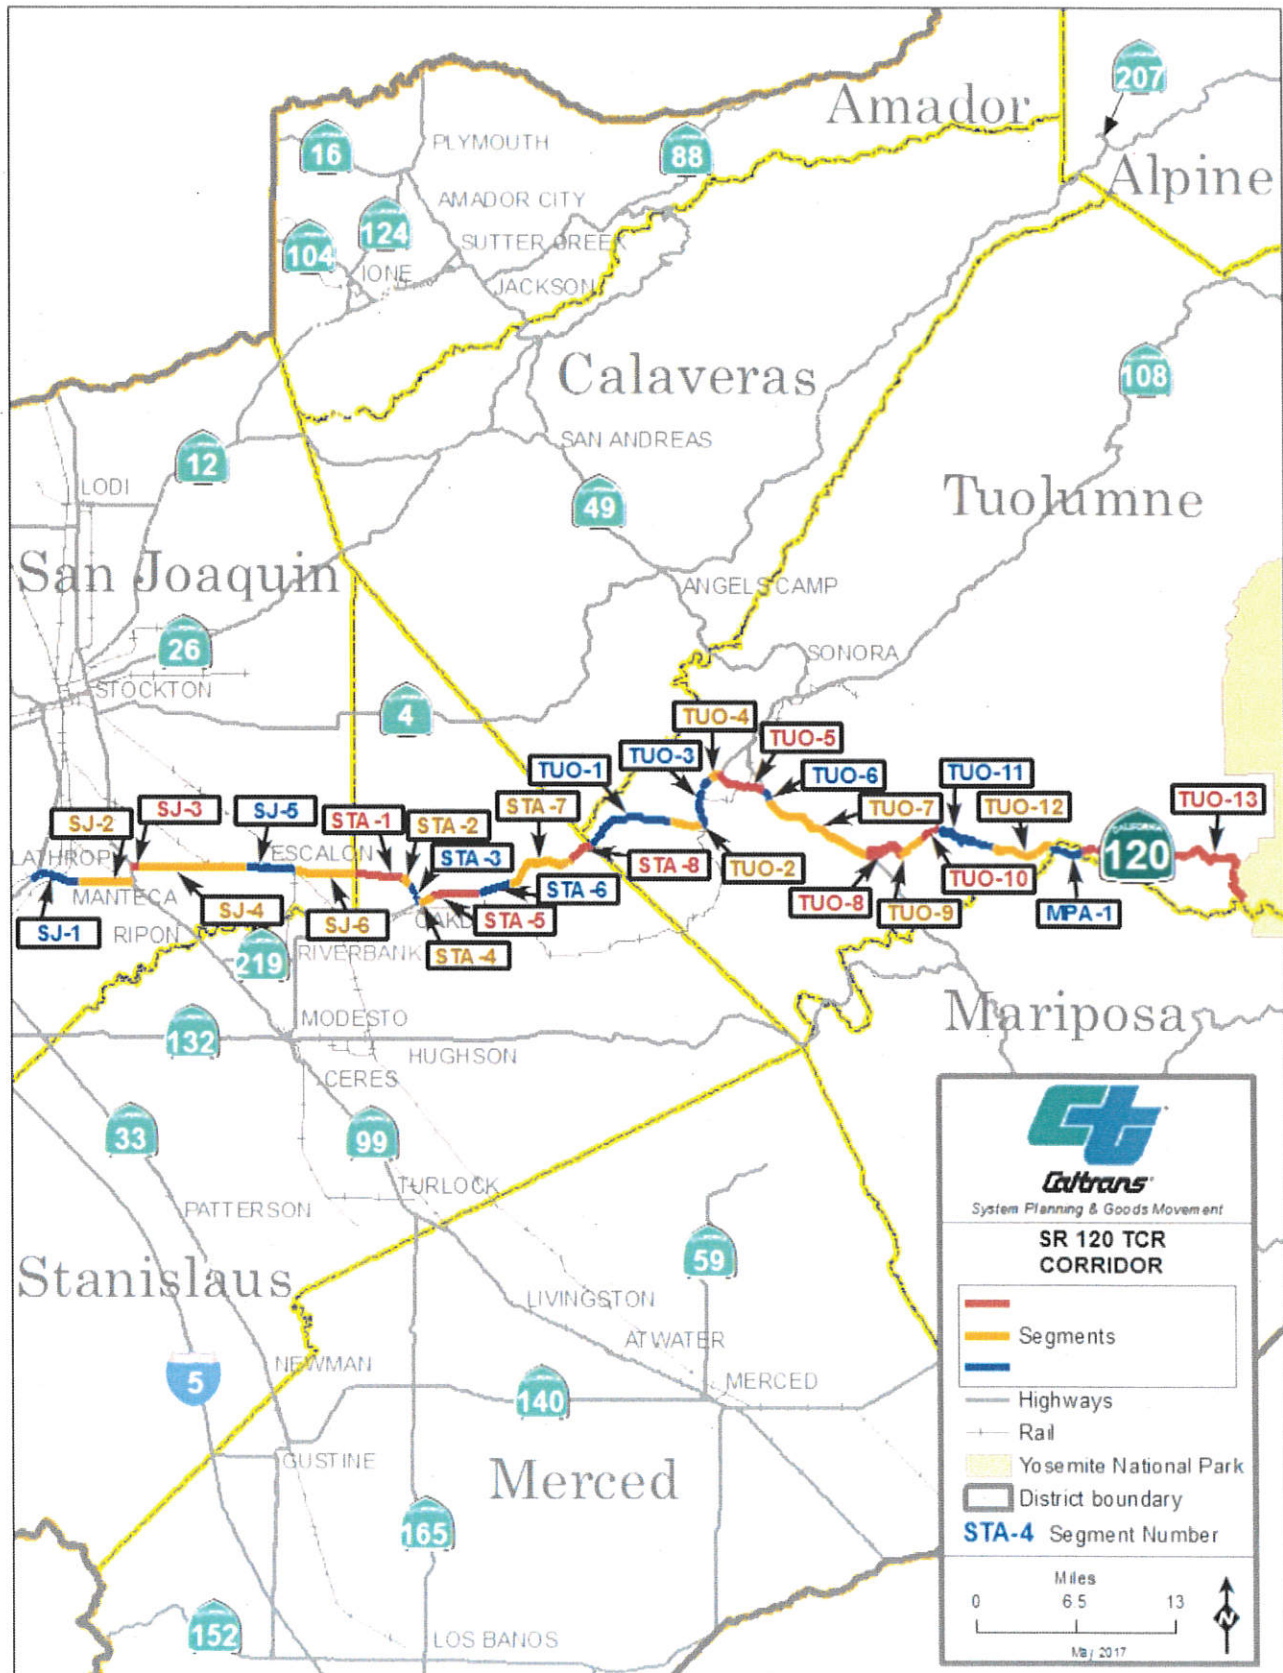 207
Amador
16
PLYMOUTH
88
Alpine
AMADOR CITY
124
104
SUTTER CREEK
IONE
JACKSON
Calaveras
108
SAN ANDREAS
12
LODI
49
Tuolumne
San Joaquin
ANGELS CAMP
26
SONORA
STOCKTON
4
TUO-4
TUO-5
TUO-3
TUO-1
TUO-6
TUO-11
TUO-13
SJ-3
SJ-5
STA-1
STA-2
STA-7
TUO-7
TUO-12
SJ-2
CALIFORNIA
120
LATHROP
ESCALON
STA-3
STA-8
TUO-2
MANTECA
SJ-4
STA-6
TUO-10
SJ-1
SJ-6
OAKD
STA-5
TUO-8
TUO-9
MPA-1
RIPON
219
RIVERBANK
STA-4
Mariposa
MODESTO
132
HUGHSON
CERES
33
99
TURLOCK
PATTERSON
Stanislaus
59
LIVINGSTON
ATWATER
NEWMAN
5
140
MERCED
GUSTINE
Merced
165
152
LOS BANOS
Caltrans
System Planning & Goods Movement
SR 120 TCR
CORRIDOR
Segments
Highways
Rail
Yosemite National Park
District boundary
STA-4 Segment Number
Miles
0 6.5 13
N
May 2017